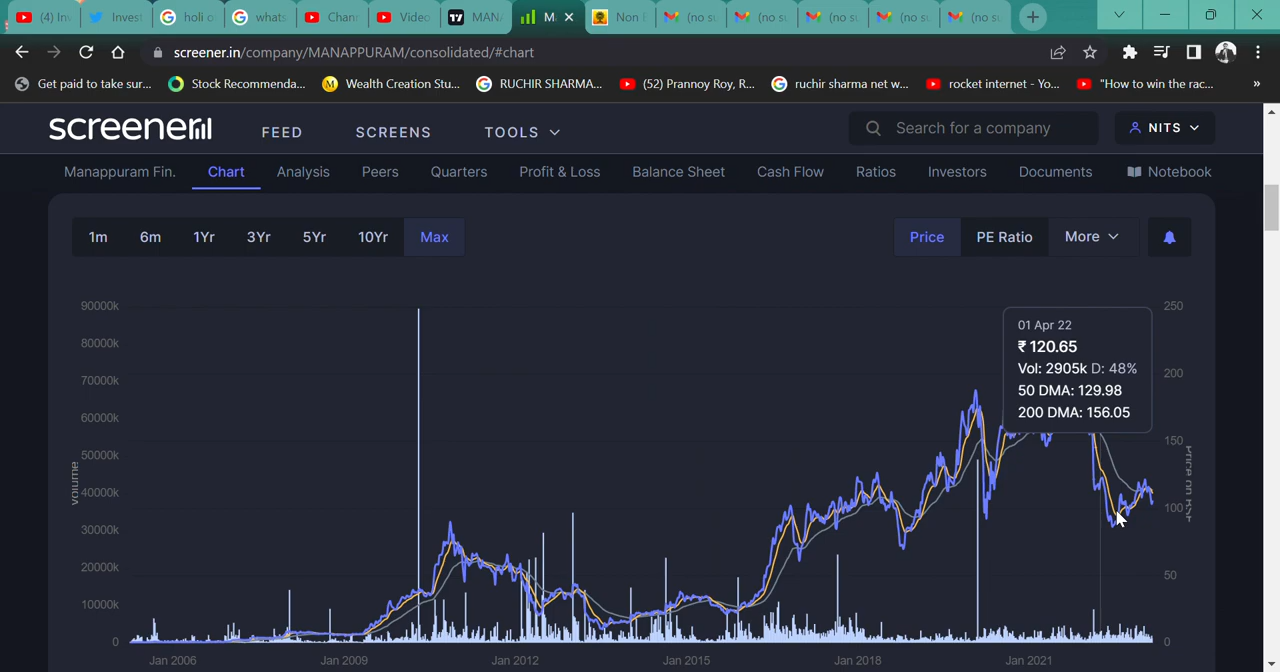 (4) Inv
Invest
holi o
whats
Chann
Video
MANA
M
Non I
(no su
(no su
(no su
(no su
(no su
screener.in/company/MANAPPURAM/consolidated/#chart
Get paid to take sur... Stock Recommenda... Wealth Creation Stu... RUCHIR SHARMA... (52) Prannoy Roy, R... ruchir sharma net w... rocket internet - Yo... "How to win the rac... »
screener FEED SCREENS TOOLS Search for a company NITS
Manappuram Fin. Chart Analysis Peers Quarters Profit & Loss Balance Sheet Cash Flow Ratios Investors Documents Notebook
1m 6m 1Yr 3Yr 5Yr 10Yr Max Price PE Ratio More
90000k
80000k
70000k
60000k
50000k
40000k
30000k
20000k
10000k
0
Volume
01 Apr 22
₹ 120.65
Vol: 2905k D: 48%
50 DMA: 129.98
200 DMA: 156.05
250
200
150
100
50
0
Jan 2006 Jan 2009 Jan 2012 Jan 2015 Jan 2018 Jan 2021